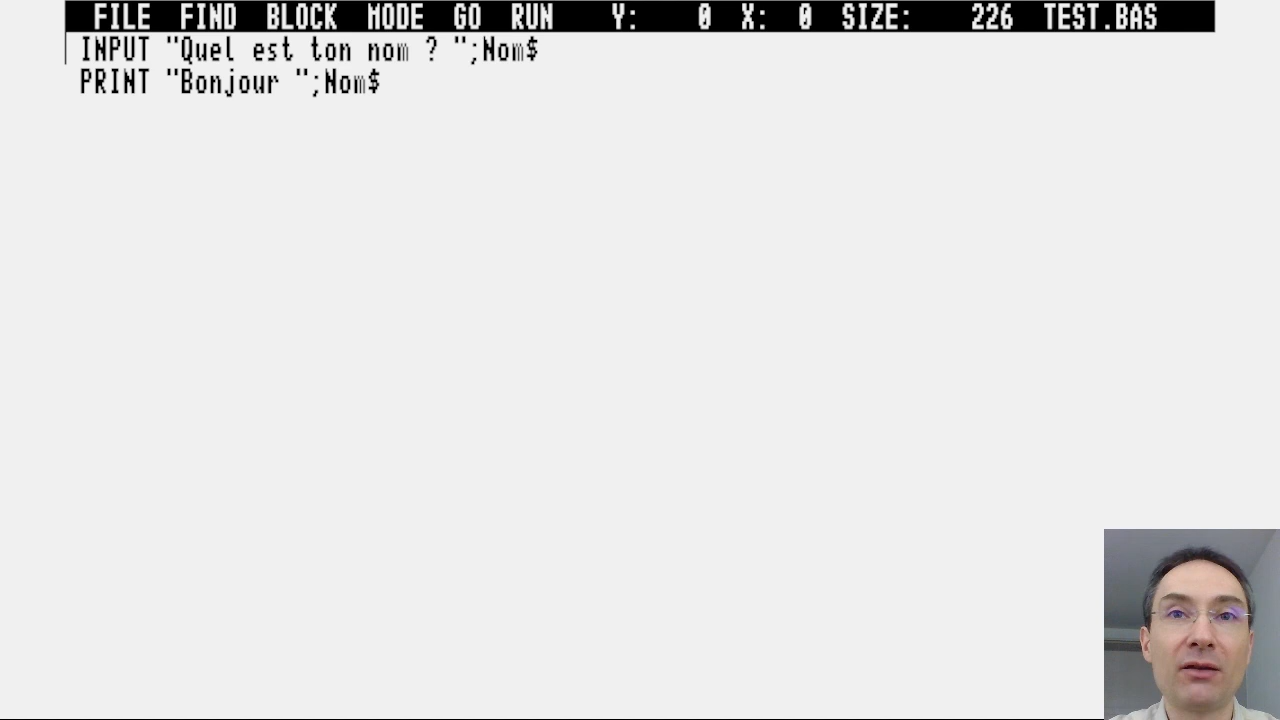 FILE FIND BLOCK MODE GO RUN Y: 0 X: 0 SIZE: 226 TEST.BAS
INPUT "Quel est ton nom ? ";Nom$
PRINT "Bonjour ";Nom$